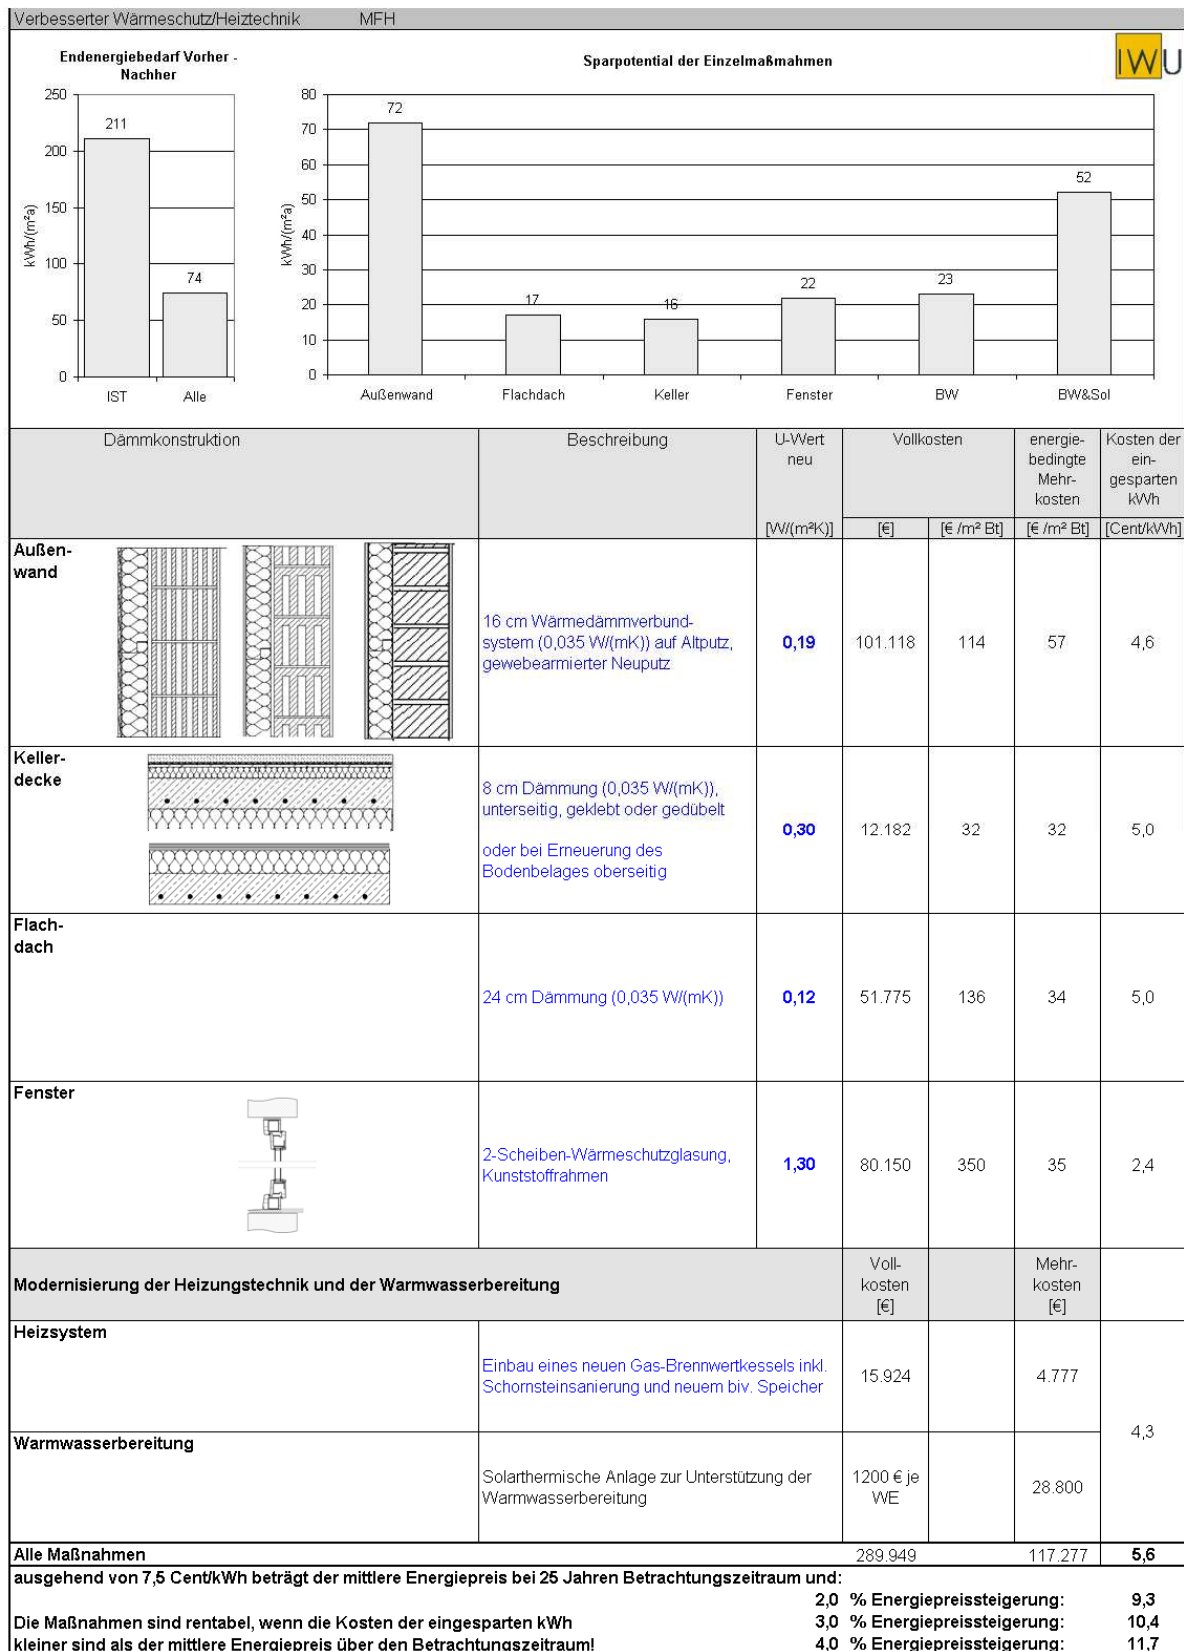 Verbesserter Wärmeschutz/Heiztechnik MFH
Endenergiebedarf Vorher -
Nachher
kWh/(m²a)
250
200
150
100
50
0
211
74
IST Alle
Sparpotential der Einzelmaßmahmen
IWU
kWh/(m²a)
80
70
60
50
40
30
20
10
0
72
17
16
22
23
52
Außenwand Flachdach Keller Fenster BW BW&Sol
Dämmkonstruktion
Beschreibung
U-Wert
neu
[W/(m²K)]
Vollkosten
[€] [€ /m² Bt]
energie-
bedingte
Mehr-
kosten
[€ /m² Bt]
Kosten der
ein-
gesparten
kWh
[Cent/kWh]
Außen-
wand
16 cm Wärmedämmverbund-
system (0,035 W/(mK)) auf Altputz,
gewebearmierter Neuputz
0,19 101.118 114 57 4,6
Keller-
decke
8 cm Dämmung (0,035 W/(mK)),
unterseitig, geklebt oder gedübelt
oder bei Erneuerung des
Bodenbelages oberseitig
0,30 12.182 32 32 5,0
Flach-
dach
24 cm Dämmung (0,035 W/(mK)) 0,12 51.775 136 34 5,0
Fenster
2-Scheiben-Wärmeschutzglasung,
Kunststoffrahmen
1,30 80.150 350 35 2,4
Modernisierung der Heizungstechnik und der Warmwasserbereitung
Voll-
kosten
[€]
Mehr-
kosten
[€]
Heizsystem
Einbau eines neuen Gas-Brennwertkessels inkl.
Schornsteinsanierung und neuem biv. Speicher
15.924 4.777
4,3
Warmwasserbereitung
Solarthermische Anlage zur Unterstützung der
Warmwasserbereitung
1200 € je
WE
28.800
Alle Maßnahmen 289.949 117.277 5,6
ausgehend von 7,5 Cent/kWh beträgt der mittlere Energiepreis bei 25 Jahren Betrachtungszeitraum und:
2,0 % Energiepreissteigerung: 9,3
Die Maßnahmen sind rentabel, wenn die Kosten der eingesparten kWh 3,0 % Energiepreissteigerung: 10,4
kleiner sind als der mittlere Energiepreis über den Betrachtungszeitraum! 4,0 % Energiepreissteigerung: 11,7